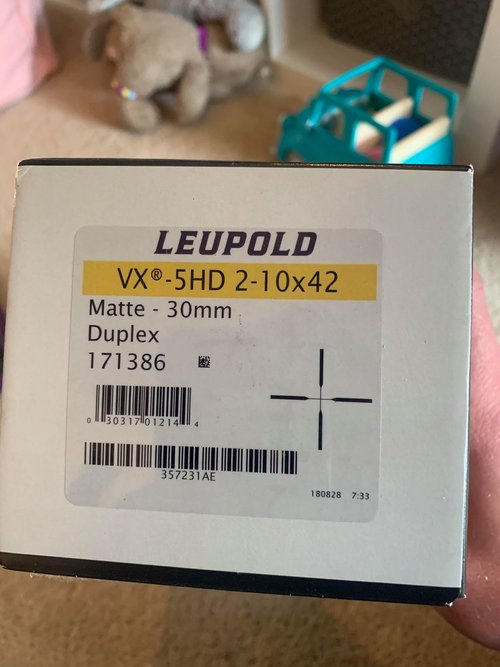 LEUPOLD
VX®-5HD 2-10x42
Matte - 30mm
Duplex
171386
0 30317 01214 4
357231AE
180828 7:33